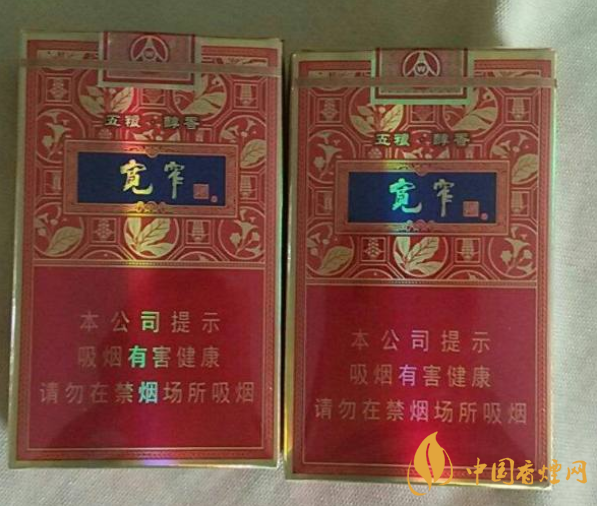 五粮·醇香
宽窄
本公司提示
吸烟有害健康
请勿在禁烟场所吸烟
五粮·醇香
宽窄
本公司提示
吸烟有害健康
请勿在禁烟场所吸烟
中国香烟网